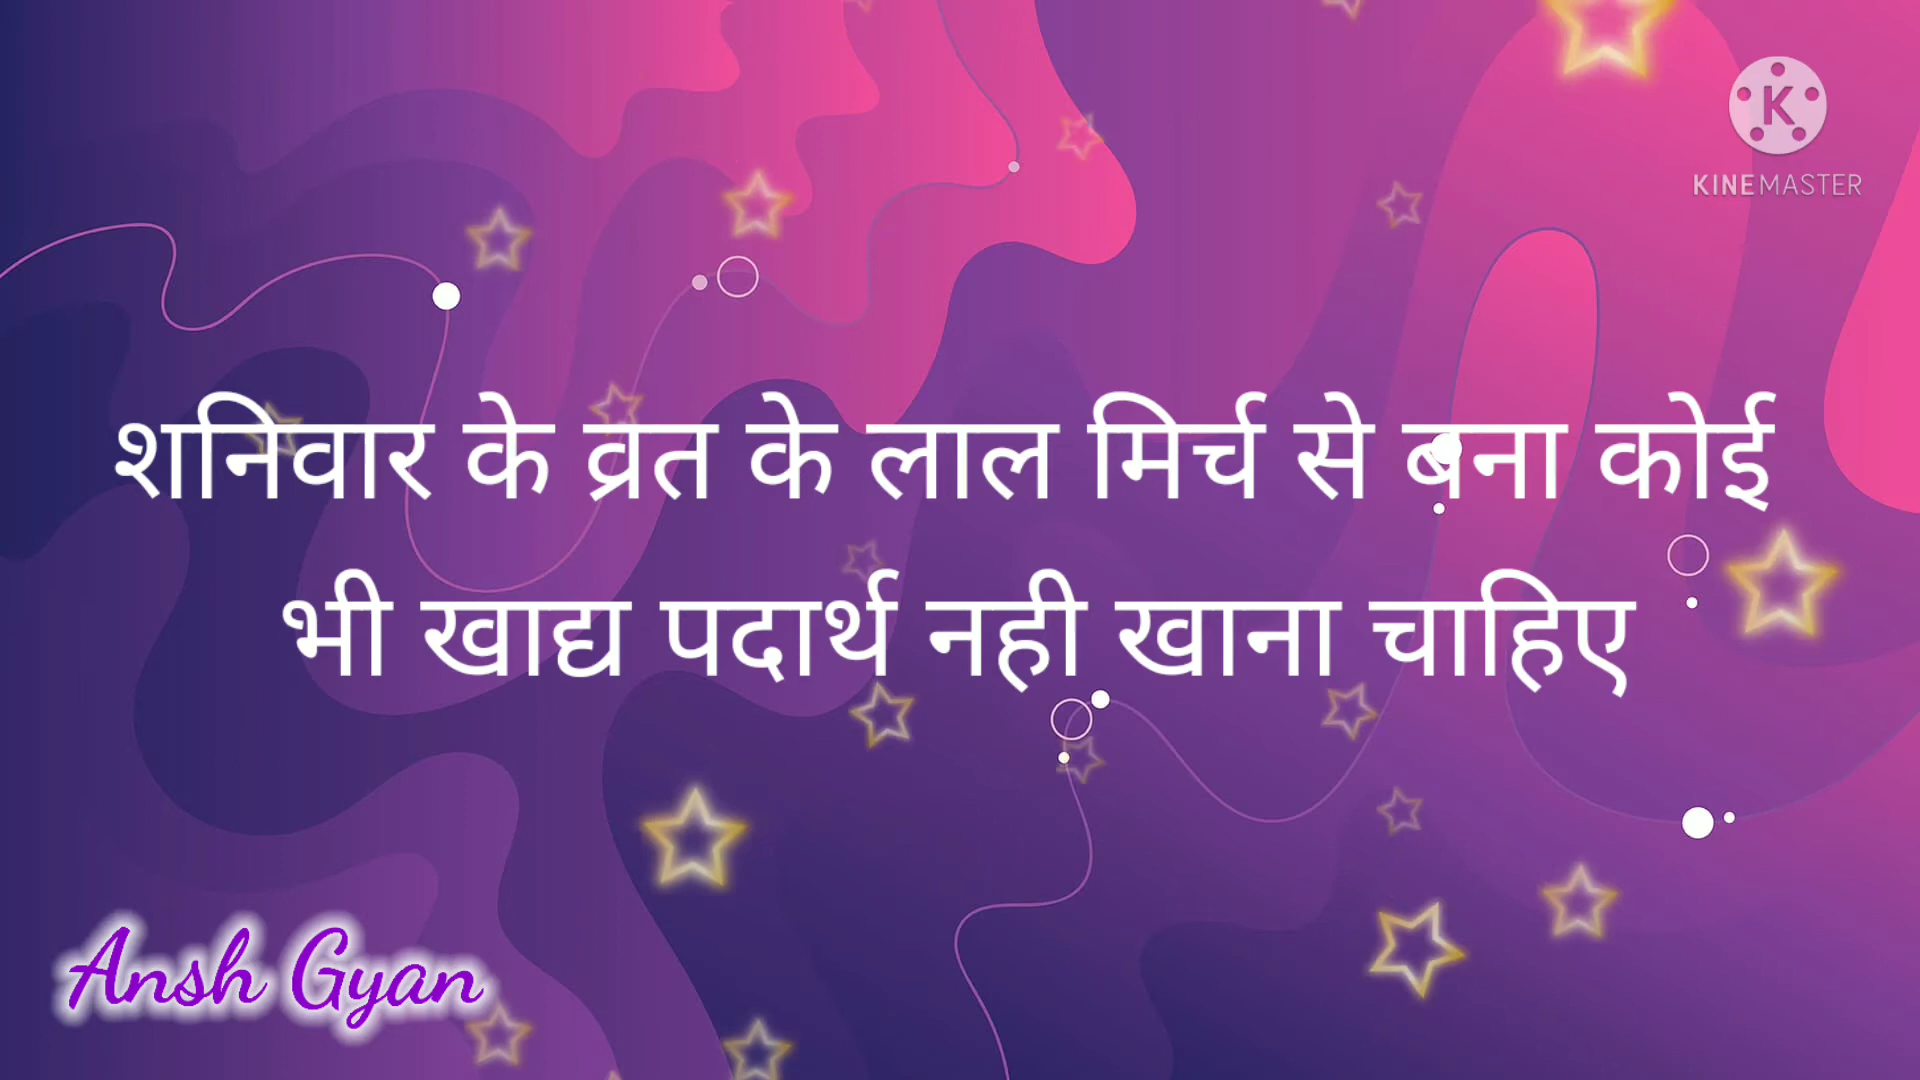 KINEMASTER
शनिवार के व्रत के लाल मिर्च से बना कोई
भी खाद्य पदार्थ नही खाना चाहिए
Ansh Gyan